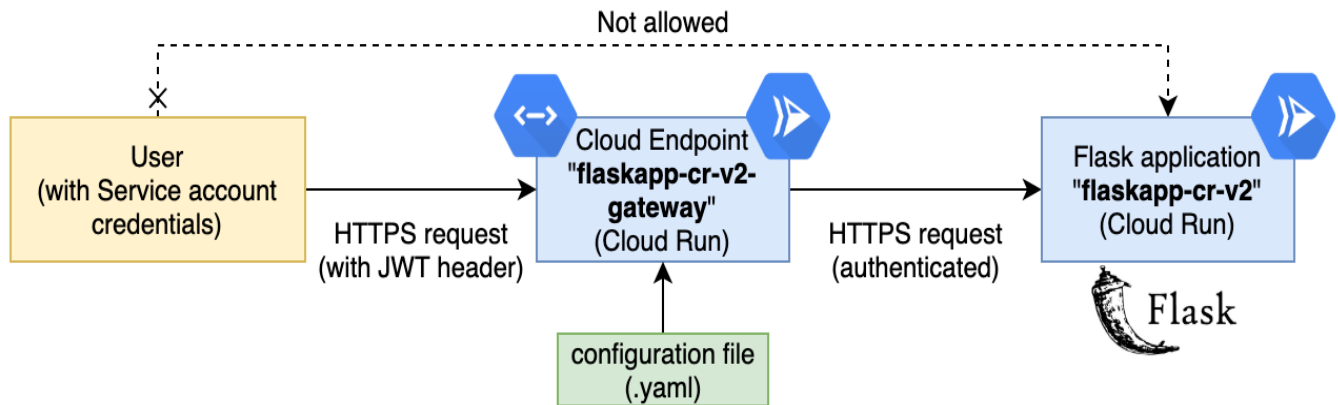 Not allowed
User
(with Service account
credentials)
HTTPS request
(with JWT header)
Cloud Endpoint
"flaskapp-cr-v2-
gateway"
(Cloud Run)
HTTPS request
(authenticated)
Flask application
"flaskapp-cr-v2"
(Cloud Run)
Flask
configuration file
(.yaml)